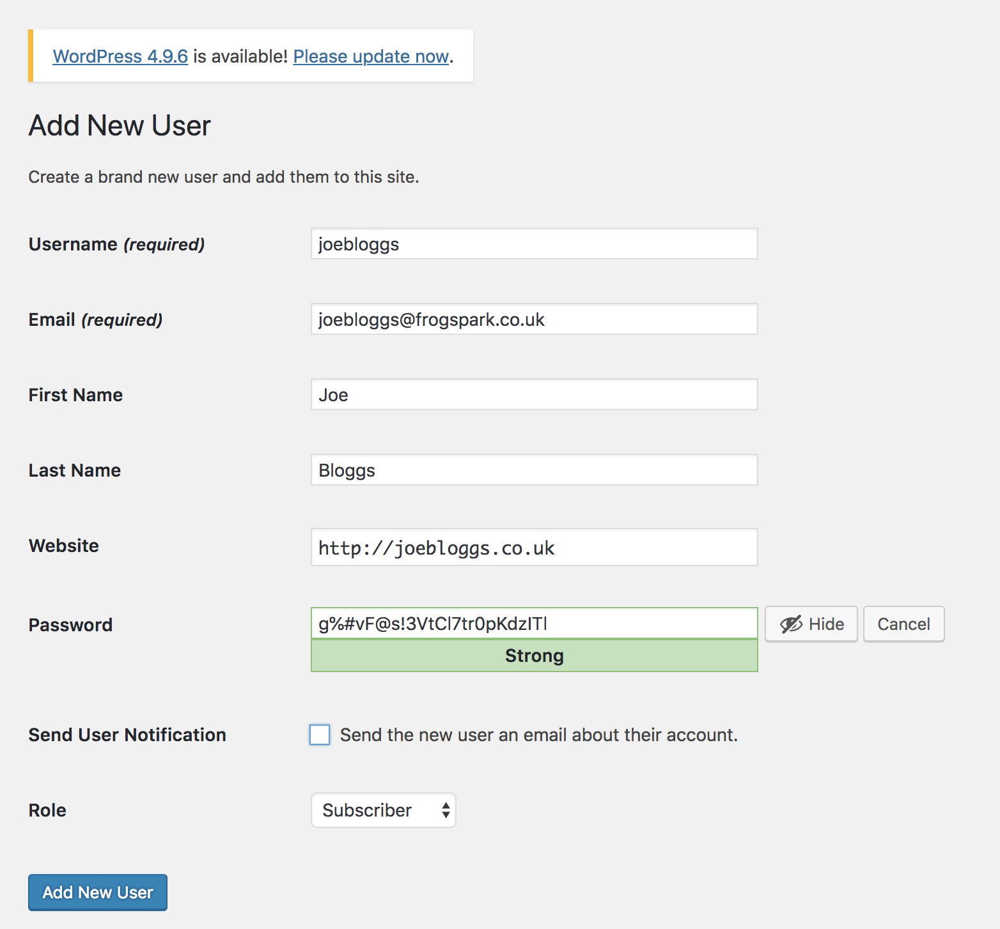 WordPress 4.9.6 is available! Please update now.
Add New User
Create a brand new user and add them to this site.
Username (required) joebloggs
Email (required) joebloggs@frogspark.co.uk
First Name Joe
Last Name Bloggs
Website http://joebloggs.co.uk
Password g%#vF@s!3VtCl7tr0pKdzITl Hide Cancel
Strong
Send User Notification Send the new user an email about their account.
Role Subscriber
Add New User